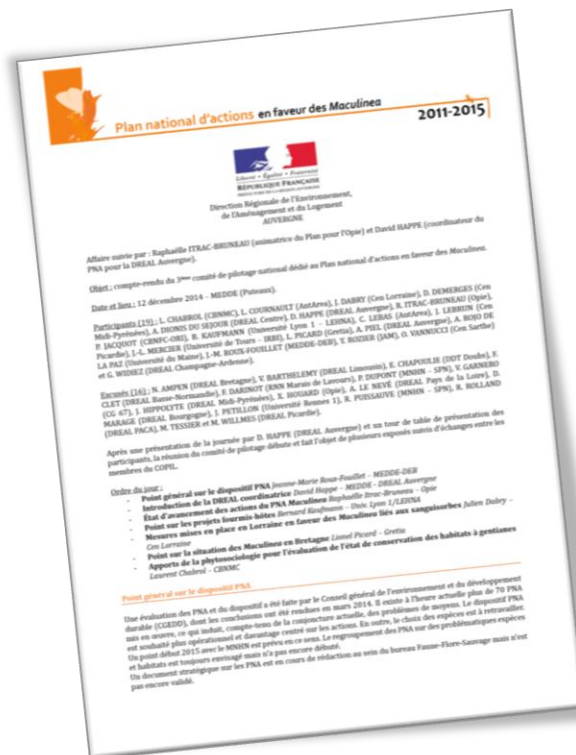 Plan national d'actions en faveur des Maculinea
2011-2015
Liberté • Égalité • Fraternité
RÉPUBLIQUE FRANÇAISE
Direction Régionale de l'Environnement,
de l'Aménagement et du Logement
AUVERGNE
Affaire suivie par : Raphaëlle ITRAC-BRUNEAU (animatrice du Plan pour l'Opie) et David HAPPE (coordinateur du
PNA pour la DREAL Auvergne).
Objet : compte-rendu du 3ème comité de pilotage national dédié au Plan national d'actions en faveur des Maculinea.
Date et lieu : 12 décembre 2014 – MEDDE (Puteaux).
Participants (19) : L. CHABROL (CBNMC), L. COURNAULT (AntArea), J. DABRY (Cen Lorraine), D. DEMERGES (Cen
Midi-Pyrénées), A. DIONIS DU SEJOUR (DREAL Centre), D. HAPPE (DREAL Auvergne), R. ITRAC-BRUNEAU (Opie),
P. JACQUOT (CBNFC-ORI), B. KAUFMANN (Université Lyon 1 - LEHNA), C. LEBAS (AntArea), J. LEBRUN (Cen
Picardie), J.-L. MERCIER (Université de Tours - IRBI), L. PICARD (Gretia), A. PIEL (DREAL Auvergne), A. ROJO DE
LA PAZ (Université du Maine), J.-M. ROUX-FOUILLET (MEDDE-DEB), Y. ROZIER (JAM), O. VANNUCCI (Cen Sarthe)
et G. WIDIEZ (DREAL Champagne-Ardenne).
Excusés (16) : N. AMPEN (DREAL Bretagne), V. BARTHELEMY (DREAL Limousin), E. CHAPOULIE (DDT Doubs), F.
CLET (DREAL Basse-Normandie), F. DARINOT (RNN Marais de Lavours), P. DUPONT (MNHN - SPN), V. GARNERO
(CG 67), J. HIPPOLYTE (DREAL Midi-Pyrénées), X. HOUARD (Opie), A. LE NEVÉ (DREAL Pays de la Loire), D.
MARAGE (DREAL Bourgogne), J. PETILLON (Université Rennes 1), R. PUISSAUVE (MNHN - SPN), R. ROLLAND
(DREAL PACA), M. TESSIER et M. WILLMES (DREAL Picardie).
Après une présentation de la journée par D. HAPPE (DREAL Auvergne) et un tour de table de présentation des
participants, la réunion du comité de pilotage débute et fait l'objet de plusieurs exposés suivis d'échanges entre les
membres du COPIL.
Ordre du jour :
- Point général sur le dispositif PNA Jeanne-Marie Roux-Fouillet – MEDDE-DEB
- Introduction de la DREAL coordinatrice David Happe – MEDDE - DREAL Auvergne
- État d'avancement des actions du PNA Maculinea Raphaëlle Itrac-Bruneau - Opie
- Point sur les projets fourmis-hôtes Bernard Kaufmann – Univ. Lyon 1/LEHNA
- Mesures mises en place en Lorraine en faveur des Maculinea liés aux sanguisorbes Julien Dabry –
Cen Lorraine
- Point sur la situation des Maculinea en Bretagne Lionel Picard – Gretia
- Apports de la phytosociologie pour l'évaluation de l'état de conservation des habitats à gentianes
Laurent Chabrol – CBNMC
Point général sur le dispositif PNA
Une évaluation des PNA et du dispositif a été faite par le Conseil général de l'environnement et du développement
durable (CGEDD), dont les conclusions ont été rendues en mars 2014. Il existe à l'heure actuelle plus de 70 PNA
mis en œuvre, ce qui induit, compte-tenu de la conjoncture actuelle, des problèmes de moyens. Le dispositif PNA
est souhaité plus opérationnel et davantage centré sur les actions. En outre, le choix des espèces est à retravailler.
Un point début 2015 avec le MNHN est prévu en ce sens. Le regroupement des PNA sur des problématiques espèces
et habitats est toujours envisagé mais n'a pas encore débuté.
Un document stratégique sur les PNA est en cours de rédaction au sein du bureau Faune-Flore-Sauvage mais n'est
pas encore validé.